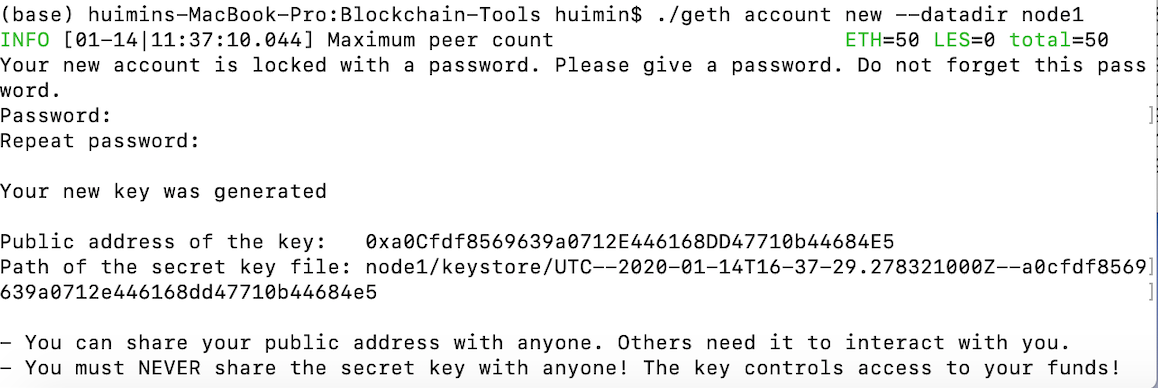 (base) huimins-MacBook-Pro:Blockchain-Tools huimin$ ./geth account new --datadir node1
INFO [01-14|11:37:10.044] Maximum peer count                       ETH=50 LES=0 total=50
Your new account is locked with a password. Please give a password. Do not forget this pass
word.
Password:
Repeat password:

Your new key was generated

Public address of the key:   0xa0Cfdf8569639a0712E446168DD47710b44684E5
Path of the secret key file: node1/keystore/UTC--2020-01-14T16-37-29.278321000Z--a0cfdf8569
639a0712e446168dd47710b44684e5

- You can share your public address with anyone. Others need it to interact with you.
- You must NEVER share the secret key with anyone! The key controls access to your funds!